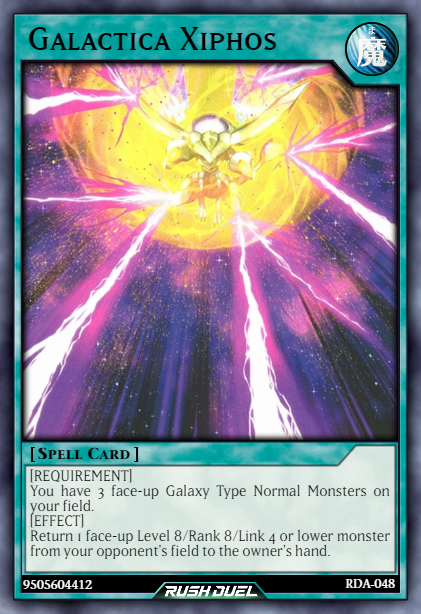 GALACTICA XIPHOS
ま
魔
[SPELL CARD]
[REQUIREMENT]
You have 3 face-up Galaxy Type Normal Monsters on
your field.
[EFFECT]
Return 1 face-up Level 8/Rank 8/Link 4 or lower monster
from your opponent's field to the owner's hand.
9505604412
RUSH DUEL
RDA-048